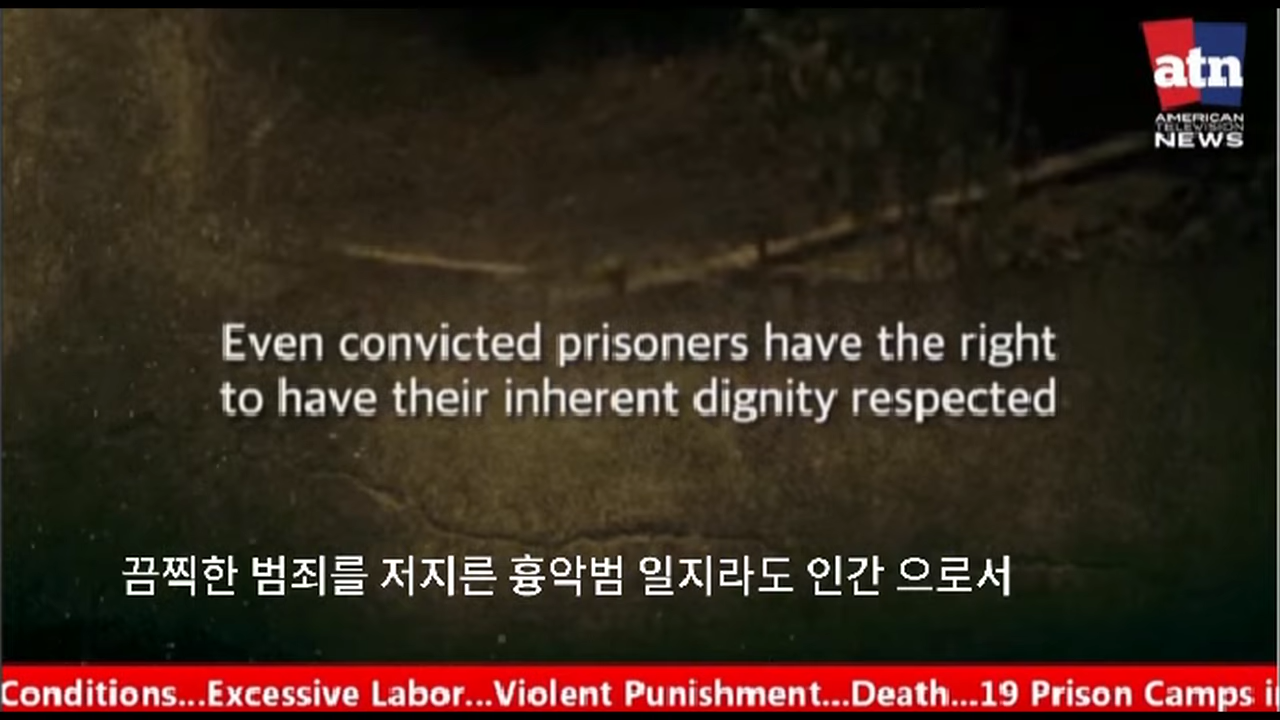 atn
AMERICAN
TELEVISION
NEWS
Even convicted prisoners have the right
to have their inherent dignity respected
끔찍한 범죄를 저지른 흉악범 일지라도 인간 으로서
Conditions...Excessive Labor...Violent Punishment...Death...19 Prison Camps